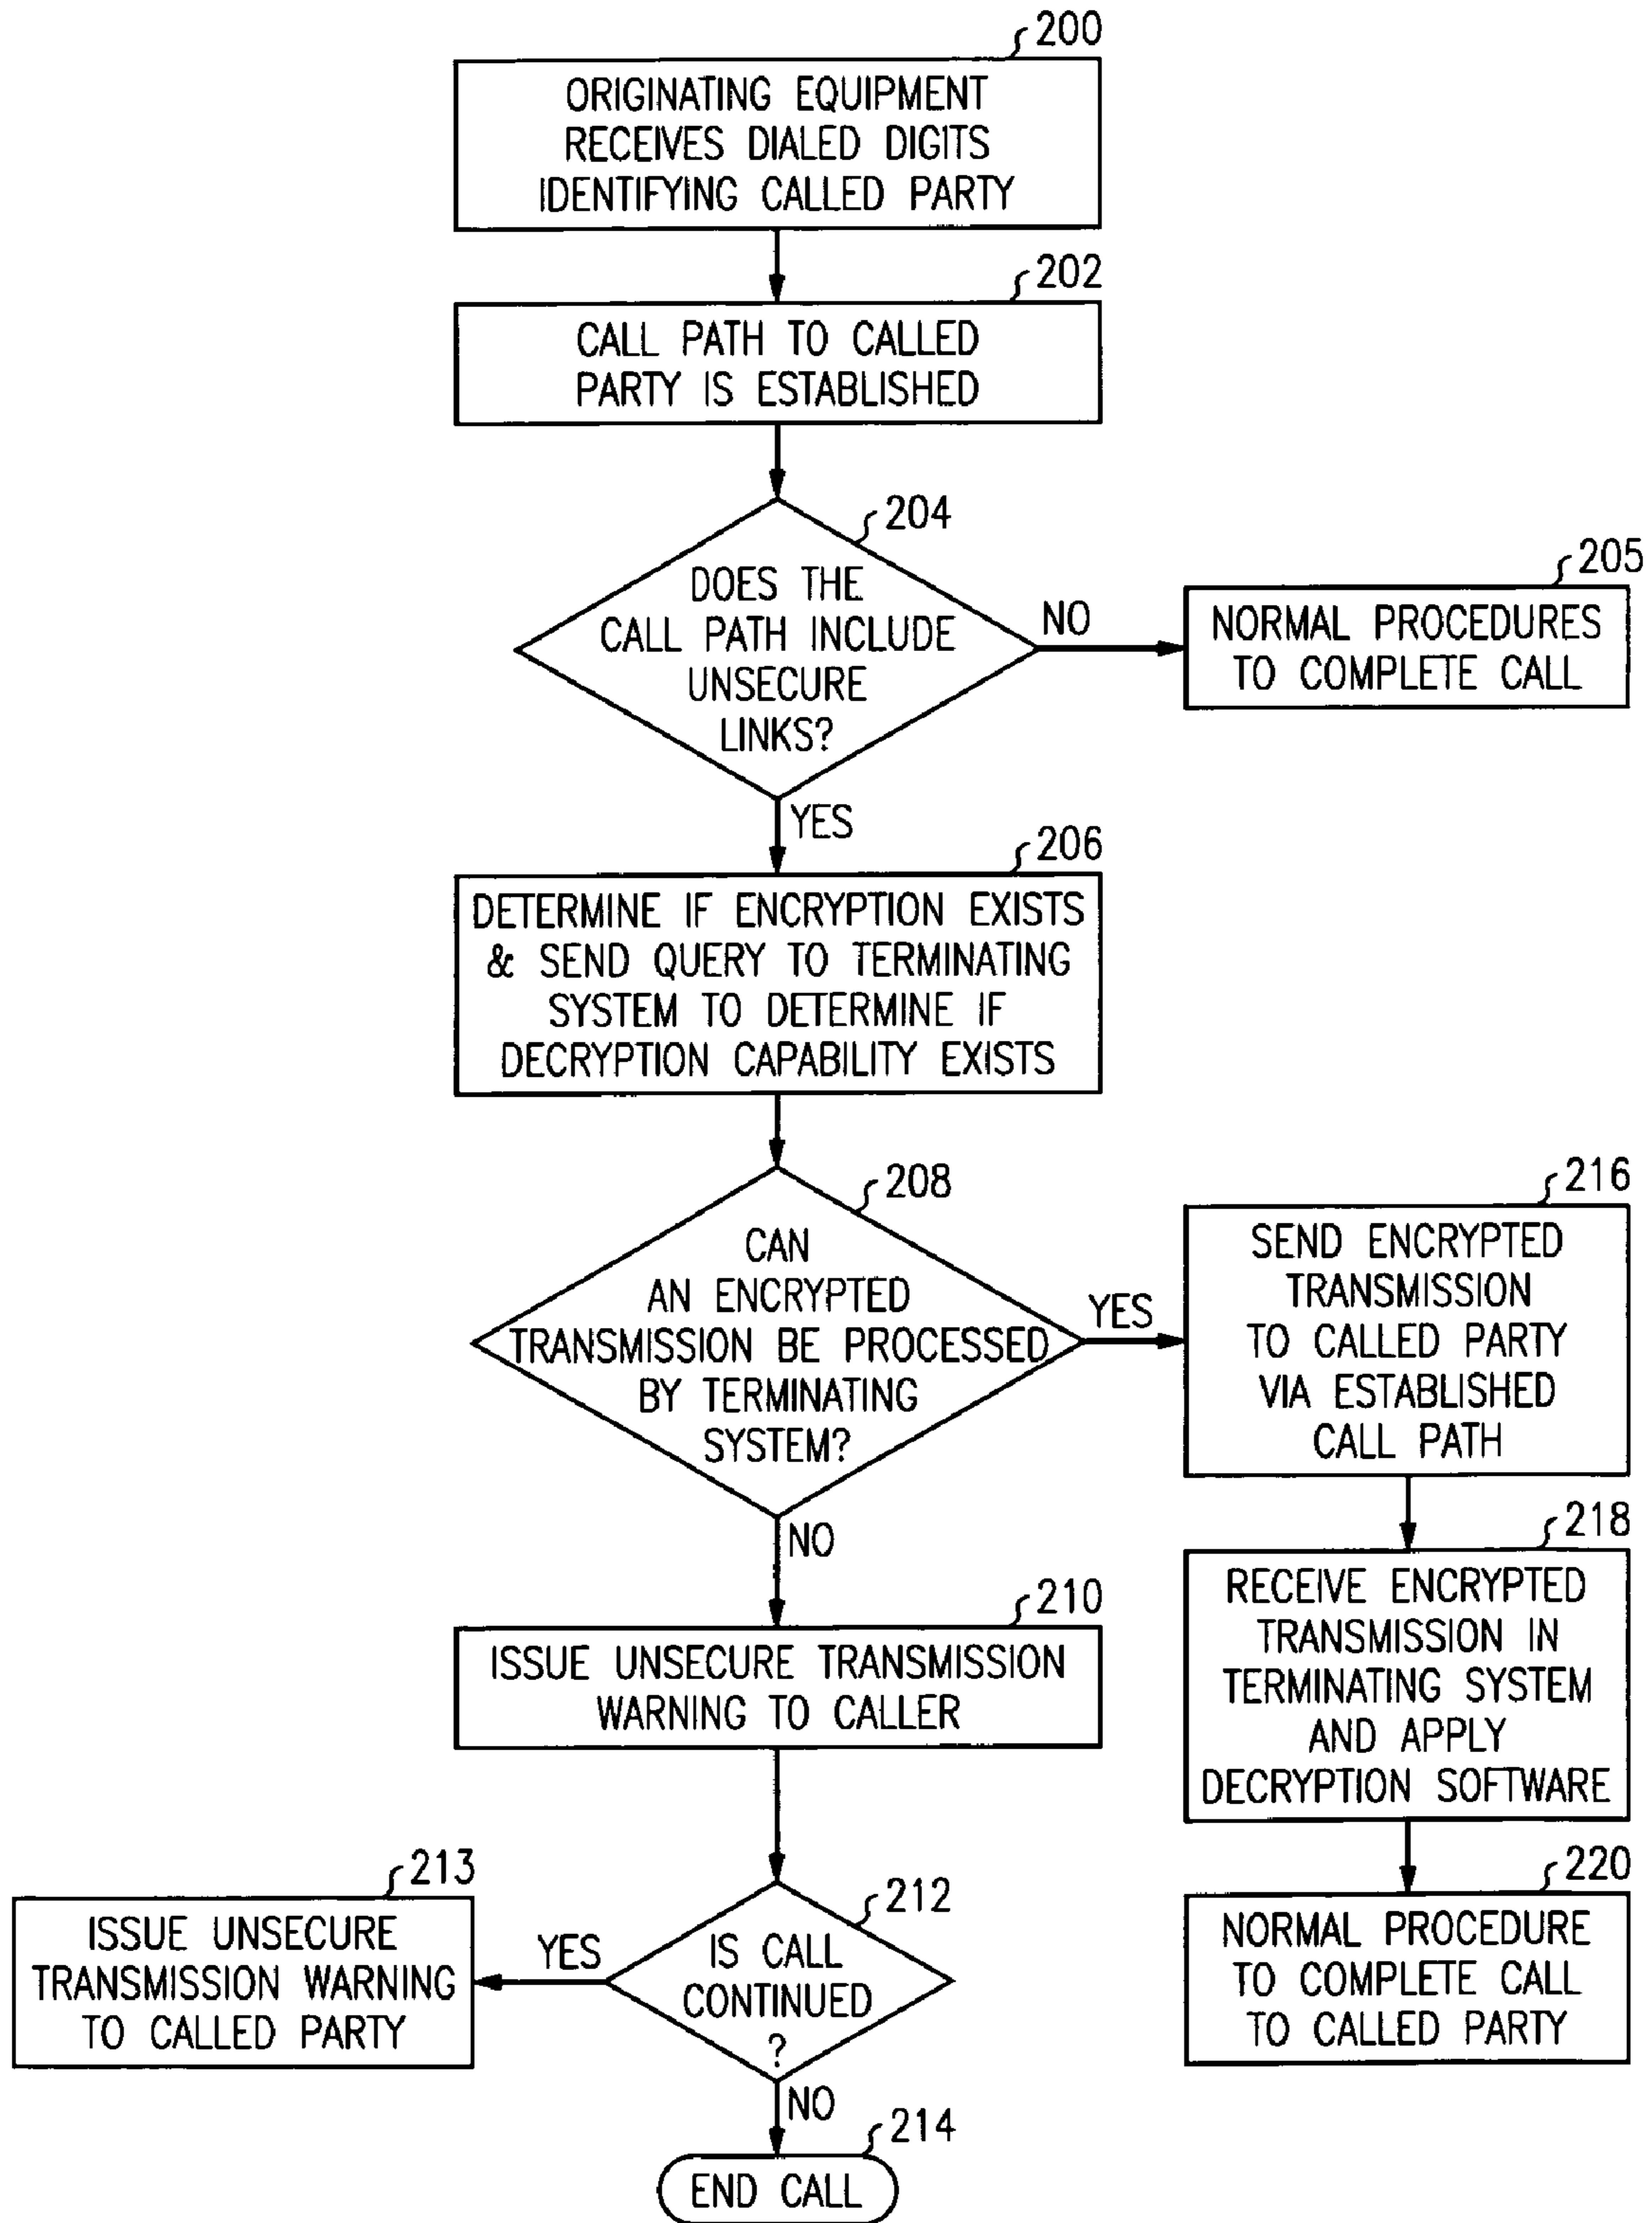 200
ORIGINATING EQUIPMENT
RECEIVES DIALED DIGITS
IDENTIFYING CALLED PARTY
202
CALL PATH TO CALLED
PARTY IS ESTABLISHED
204
DOES THE
CALL PATH INCLUDE
UNSECURE
LINKS?
NO
205
NORMAL PROCEDURES
TO COMPLETE CALL
YES
206
DETERMINE IF ENCRYPTION EXISTS
& SEND QUERY TO TERMINATING
SYSTEM TO DETERMINE IF
DECRYPTION CAPABILITY EXISTS
208
CAN
AN ENCRYPTED
TRANSMISSION BE PROCESSED
BY TERMINATING
SYSTEM?
YES
216
SEND ENCRYPTED
TRANSMISSION
TO CALLED PARTY
VIA ESTABLISHED
CALL PATH
218
RECEIVE ENCRYPTED
TRANSMISSION IN
TERMINATING SYSTEM
AND APPLY
DECRYPTION SOFTWARE
220
NORMAL PROCEDURE
TO COMPLETE CALL
TO CALLED PARTY
NO
210
ISSUE UNSECURE TRANSMISSION
WARNING TO CALLER
212
IS CALL
CONTINUED
?
YES
213
ISSUE UNSECURE
TRANSMISSION WARNING
TO CALLED PARTY
NO
214
END CALL